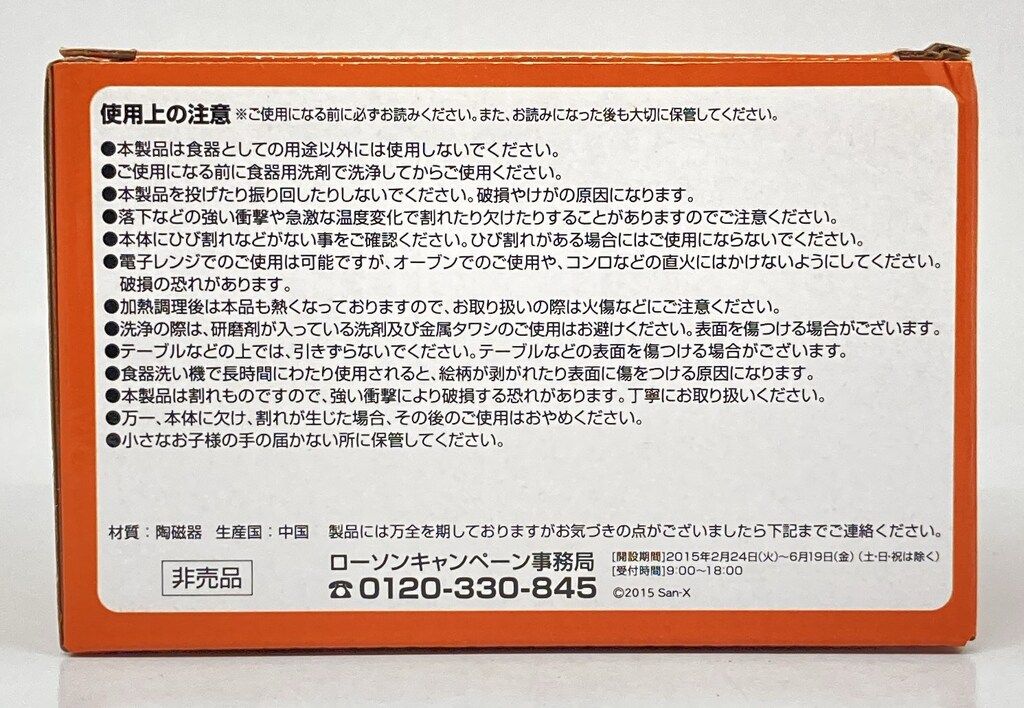 使用上の注意 ※ご使用になる前に必ずお読みください。また、お読みになった後も大切に保管してください。
●本製品は食器としての用途以外には使用しないでください。
●ご使用になる前に食器用洗剤で洗浄してからご使用ください。
●本製品を投げたり振り回したりしないでください。破損やけがの原因になります。
●落下などの強い衝撃や急激な温度変化で割れたり欠けたりすることがありますのでご注意ください。
●本体にひび割れなどがない事をご確認ください。ひび割れがある場合にはご使用にならないでください。
●電子レンジでのご使用は可能ですが、オーブンでのご使用や、コンロなどの直火にはかけないようにしてください。
破損の恐れがあります。
●加熱調理後は本品も熱くなっておりますので、お取り扱いの際は火傷などにご注意ください。
●洗浄の際は、研磨剤が入っている洗剤及び金属タワシのご使用はお避けください。表面を傷つける場合がございます。
●テーブルなどの上では、引きずらないでください。テーブルなどの表面を傷つける場合がございます。
●食器洗い機で長時間にわたり使用されると、絵柄が剥がれたり表面に傷をつける原因になります。
●本製品は割れものですので、強い衝撃により破損する恐れがあります。丁寧にお取り扱いください。
●万一、本体に欠け、割れが生じた場合、その後のご使用はおやめください。
●小さなお子様の手の届かない所に保管してください。
材質：陶磁器 生産国：中国 製品には万全を期しておりますがお気づきの点がございましたら下記までご連絡ください。
非売品
ローソンキャンペーン事務局
☎0120-330-845
[開設期間]2015年2月24日(火)～6月19日(金) (土・日・祝は除く)
[受付時間]9:00～18:00
©2015 San-X